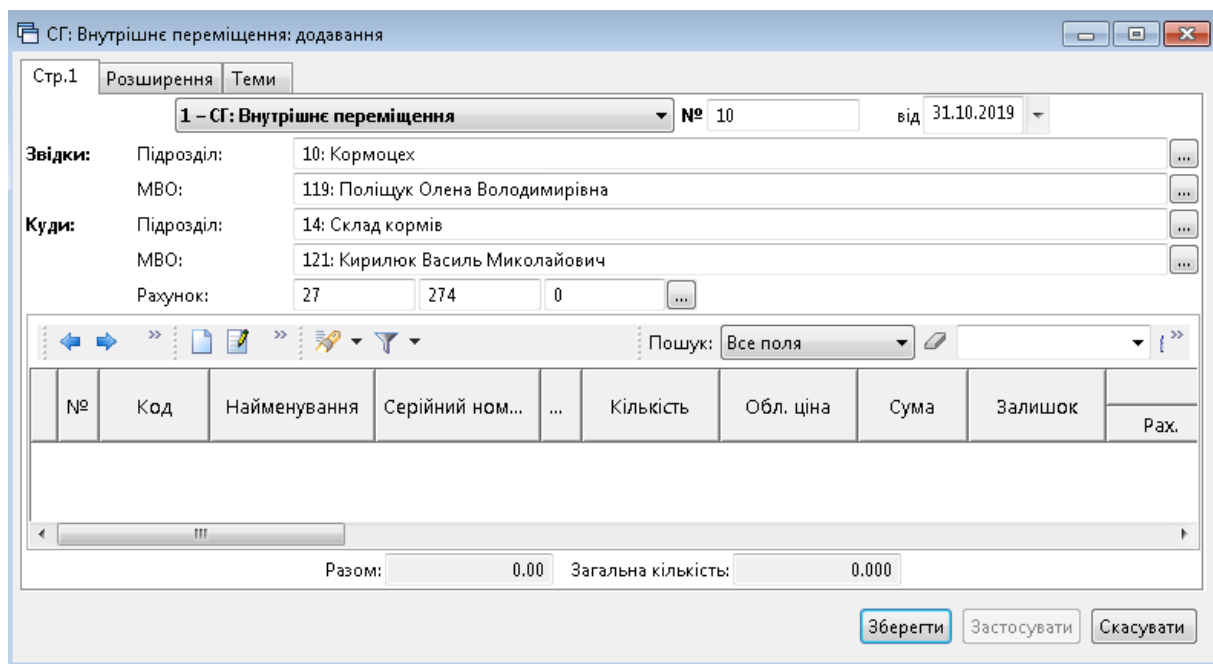 СГ: Внутрішнє переміщення: додавання
Стр.1 Розширення Теми
1 – СГ: Внутрішнє переміщення № 10 від 31.10.2019
Звідки: Підрозділ: 10: Кормоцех ...
МВО: 119: Поліщук Олена Володимирівна ...
Куди: Підрозділ: 14: Склад кормів ...
МВО: 121: Кирилюк Василь Миколайович ...
Рахунок: 27 274 0 ...
Пошук: Все поля
№ Код Найменування Серійний ном... ... Кількість Обл. ціна Сума Залишок
Рах.
Разом: 0.00 Загальна кількість: 0.000
Зберегти Застосувати Скасувати